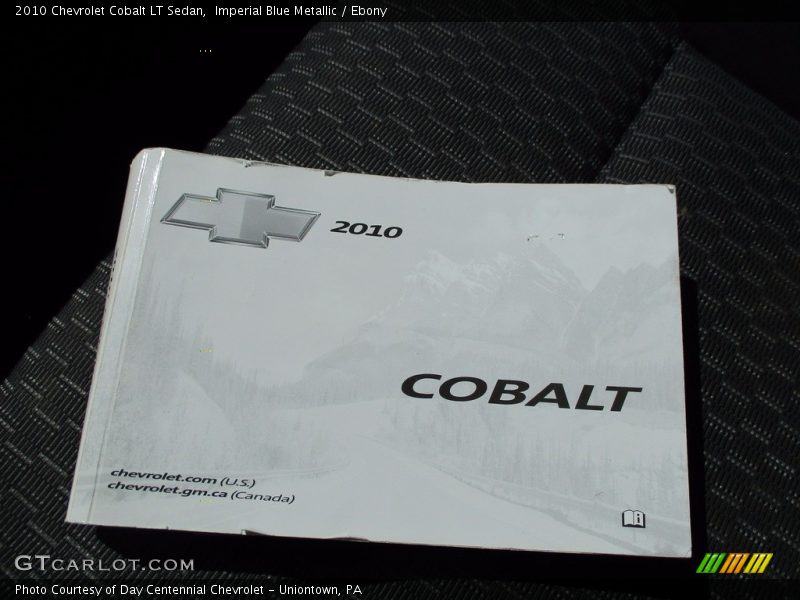 2010 Chevrolet Cobalt LT Sedan,  Imperial Blue Metallic / Ebony
2010
COBALT
chevrolet.com (U.S.)
chevrolet.gm.ca (Canada)
i
GTCARLOT.COM
Photo Courtesy of Day Centennial Chevrolet - Uniontown, PA